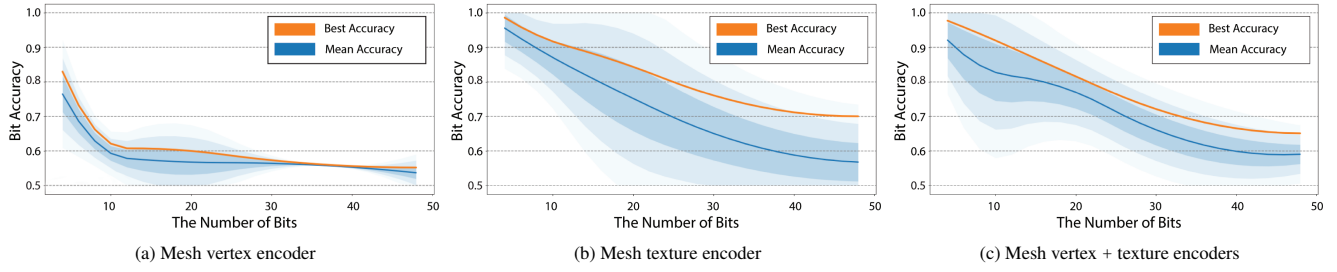 1.0
0.9
0.8
0.7
0.6
0.5
Bit Accuracy
Best Accuracy
Mean Accuracy
10 20 30 40 50
The Number of Bits
(a) Mesh vertex encoder
1.0
0.9
0.8
0.7
0.6
0.5
Bit Accuracy
Best Accuracy
Mean Accuracy
10 20 30 40 50
The Number of Bits
(b) Mesh texture encoder
1.0
0.9
0.8
0.7
0.6
0.5
Bit Accuracy
Best Accuracy
Mean Accuracy
10 20 30 40 50
The Number of Bits
(c) Mesh vertex + texture encoders